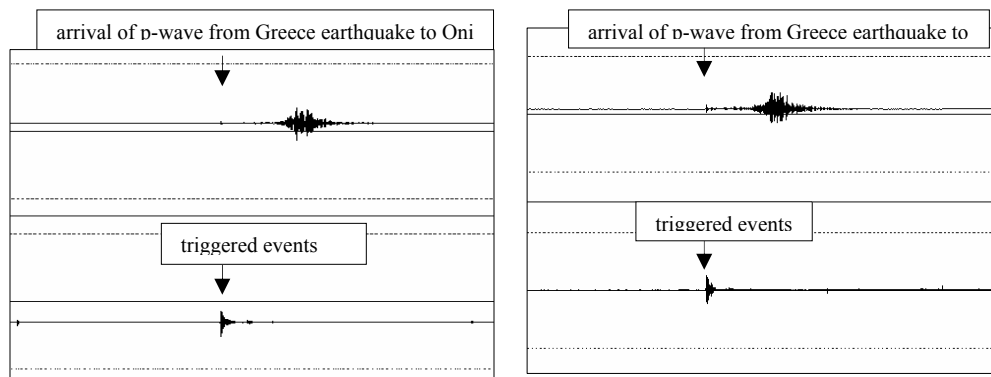 arrival of p-wave from Greece earthquake to Oni
arrival of p-wave from Greece earthquake to
triggered events
triggered events